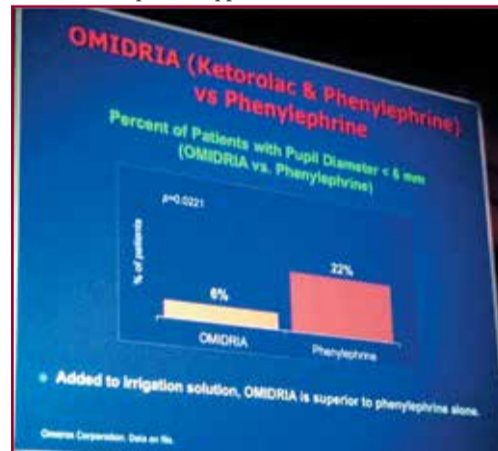 OMIDRIA (Ketorolac & Phenylephrine)
vs Phenylephrine
Percent of Patients with Pupil Diameter < 6 mm
(OMIDRIA vs. Phenylephrine)
p=0.0221
% of patients
6%
22%
OMIDRIA
Phenylephrine
• Added to irrigation solution, OMIDRIA is superior to phenylephrine alone.
Omeros Corporation. Data on file.